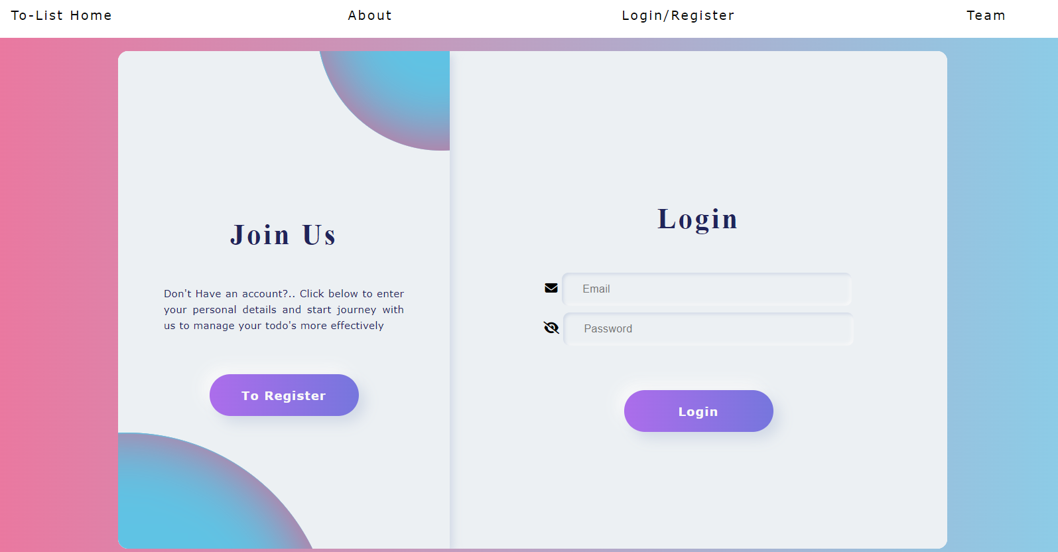 To-List Home About Login/Register Team
Join Us
Don't Have an account?.. Click below to enter
your personal details and start journey with
us to manage your todo's more effectively
To Register
Login
Email
Password
Login